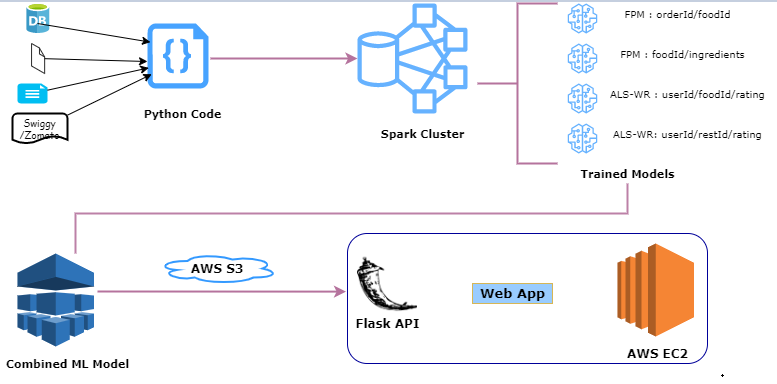 DB
Swiggy
/Zomato
{}
Python Code
Spark Cluster
FPM : orderId/foodId
FPM : foodId/ingredients
ALS-WR : userId/foodId/rating
ALS-WR: userId/restId/rating
Trained Models
AWS S3
Combined ML Model
Flask API
Web App
AWS EC2